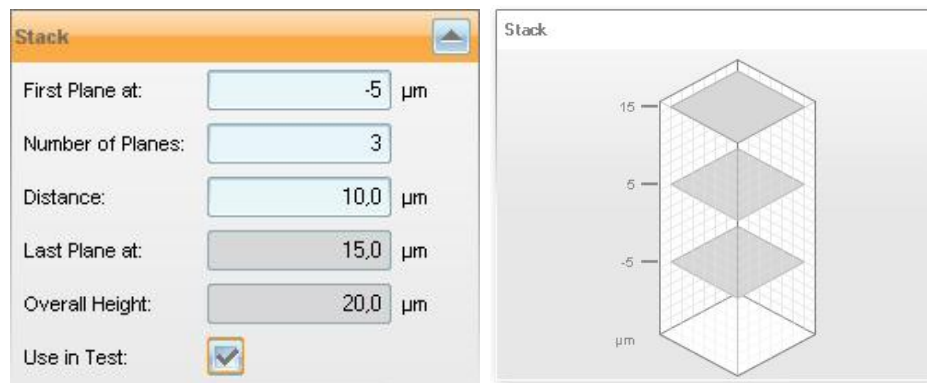 Stack
First Plane at: -5 µm
Number of Planes: 3
Distance: 10,0 µm
Last Plane at: 15,0 µm
Overall Height: 20,0 µm
Use in Test:
Stack
15
5
-5
µm